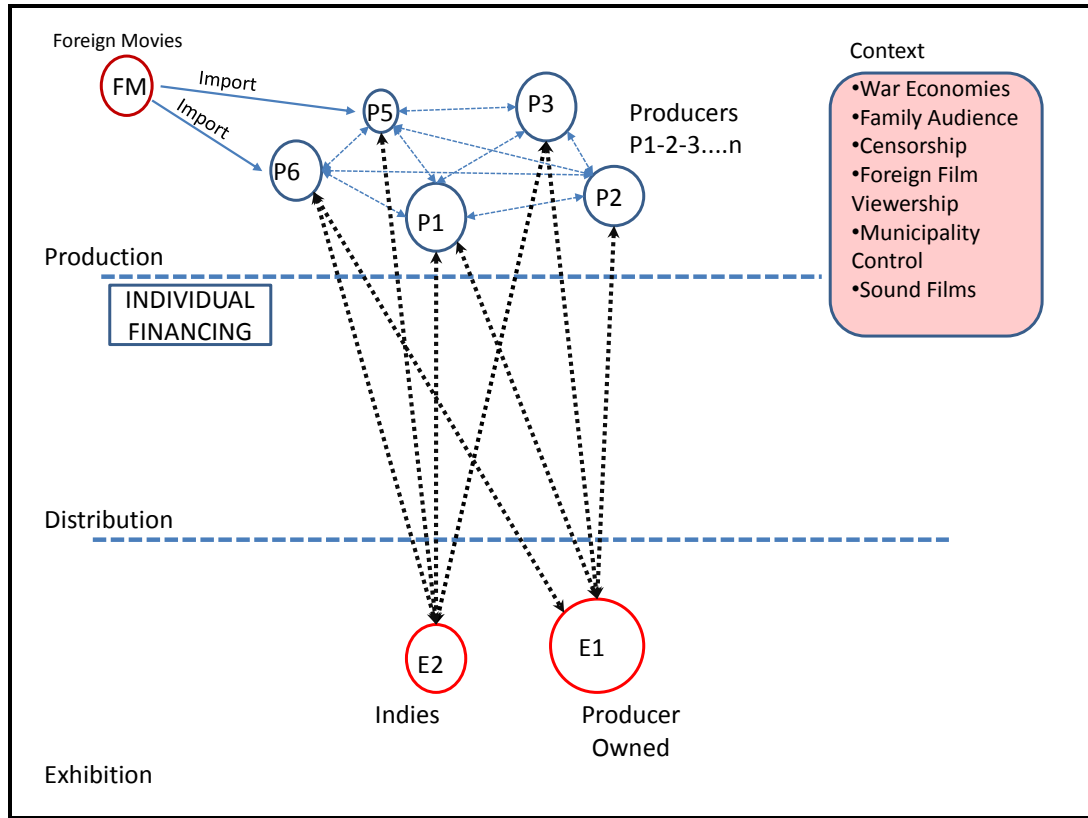 Foreign Movies
FM
Import
Import
P5
P3
P6
P1
P2
Producers
P1-2-3....n
Context
•War Economies
•Family Audience
•Censorship
•Foreign Film
Viewership
•Municipality
Control
•Sound Films
Production
INDIVIDUAL
FINANCING
Distribution
E2
E1
Indies
Producer
Owned
Exhibition